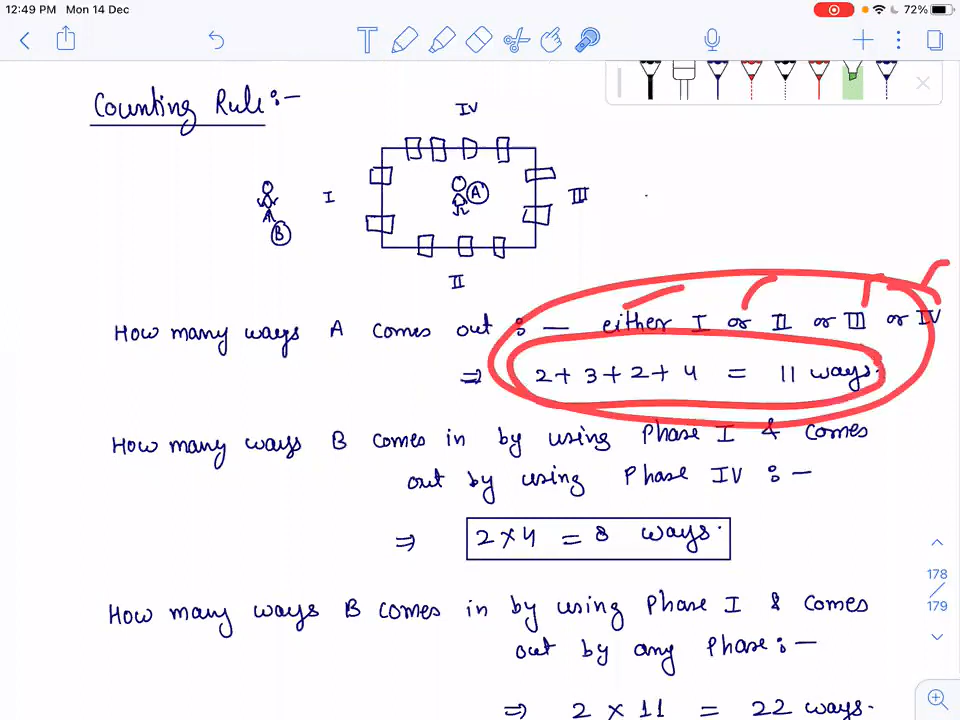 12:49 PM Mon 14 Dec
72%
T
Counting Rule:-
IV
I
A
III
B
II
How many ways A comes out :- either I or II or III or IV
⇒ 2+3+2+4 = 11 ways.
How many ways B comes in by using Phase I & comes
out by using Phase IV :-
⇒ 2×4 = 8 ways.
How many ways B comes in by using Phase I & comes
out by any Phase:-
⇒ 2 × 11 = 22 ways.
178
179